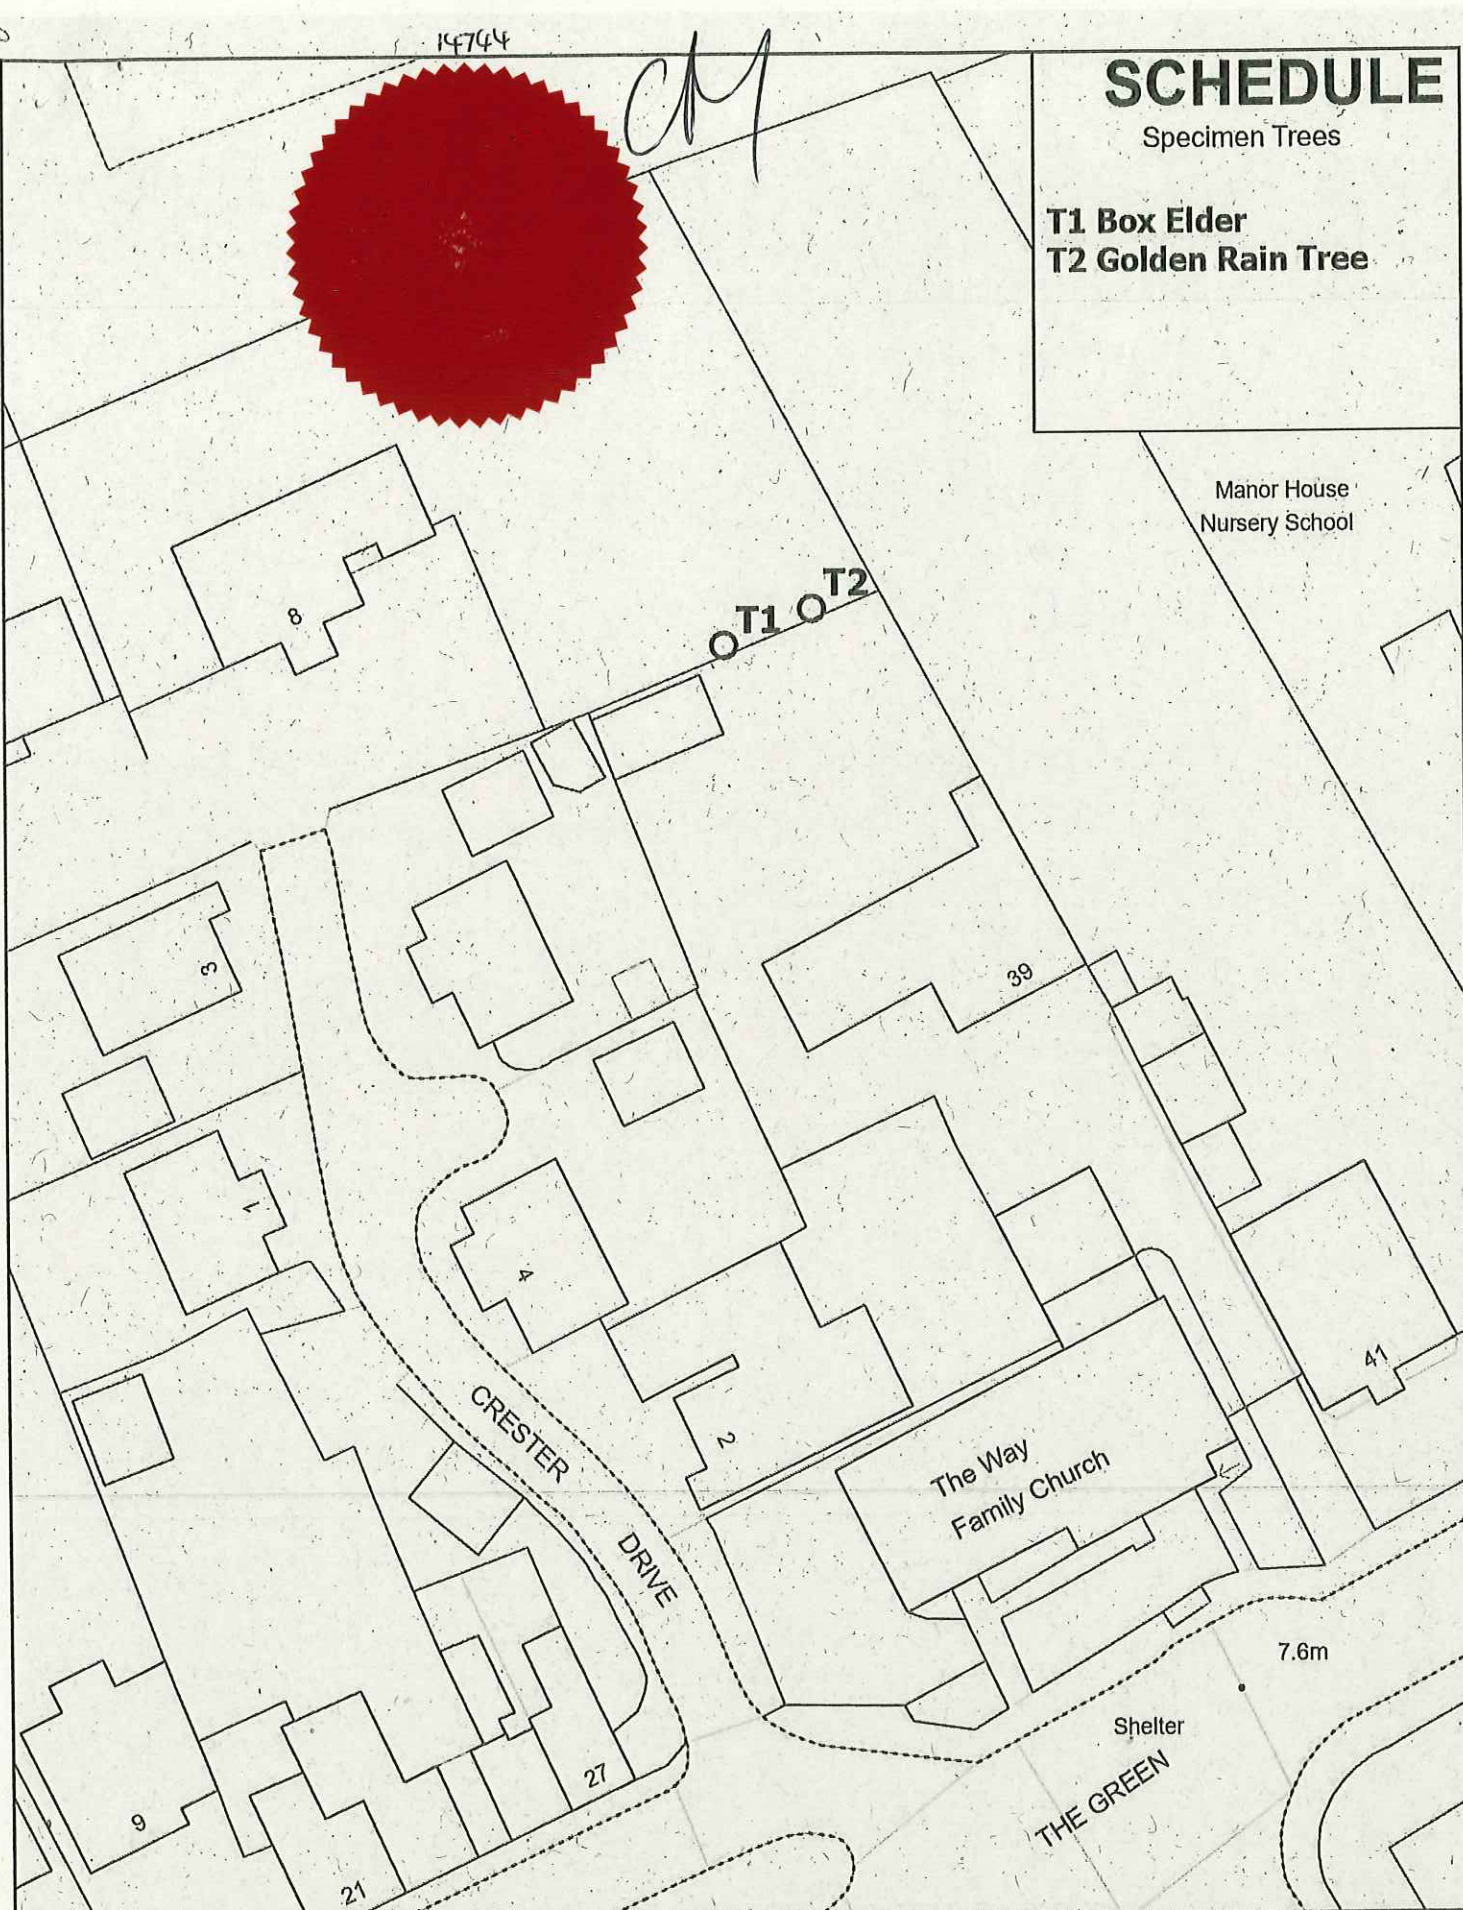 14744
CM
SCHEDULE
Specimen Trees
T1 Box Elder
T2 Golden Rain Tree
Manor House
Nursery School
T2
T1
8
3
39
1
4
41
CRESTER
2
The Way
Family Church
DRIVE
7.6m
Shelter
27
THE GREEN
9
21